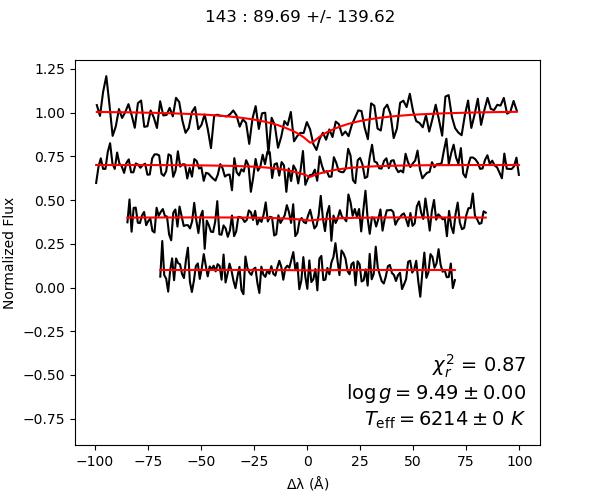 143 : 89.69 +/- 139.62
1.25
1.00
0.75
0.50
0.25
0.00
−0.25
−0.50
−0.75
Normalized Flux
χ²ᵣ = 0.87
log g = 9.49 ± 0.00
T_eff = 6214 ± 0 K
−100 −75 −50 −25 0 25 50 75 100
Δλ (Å)